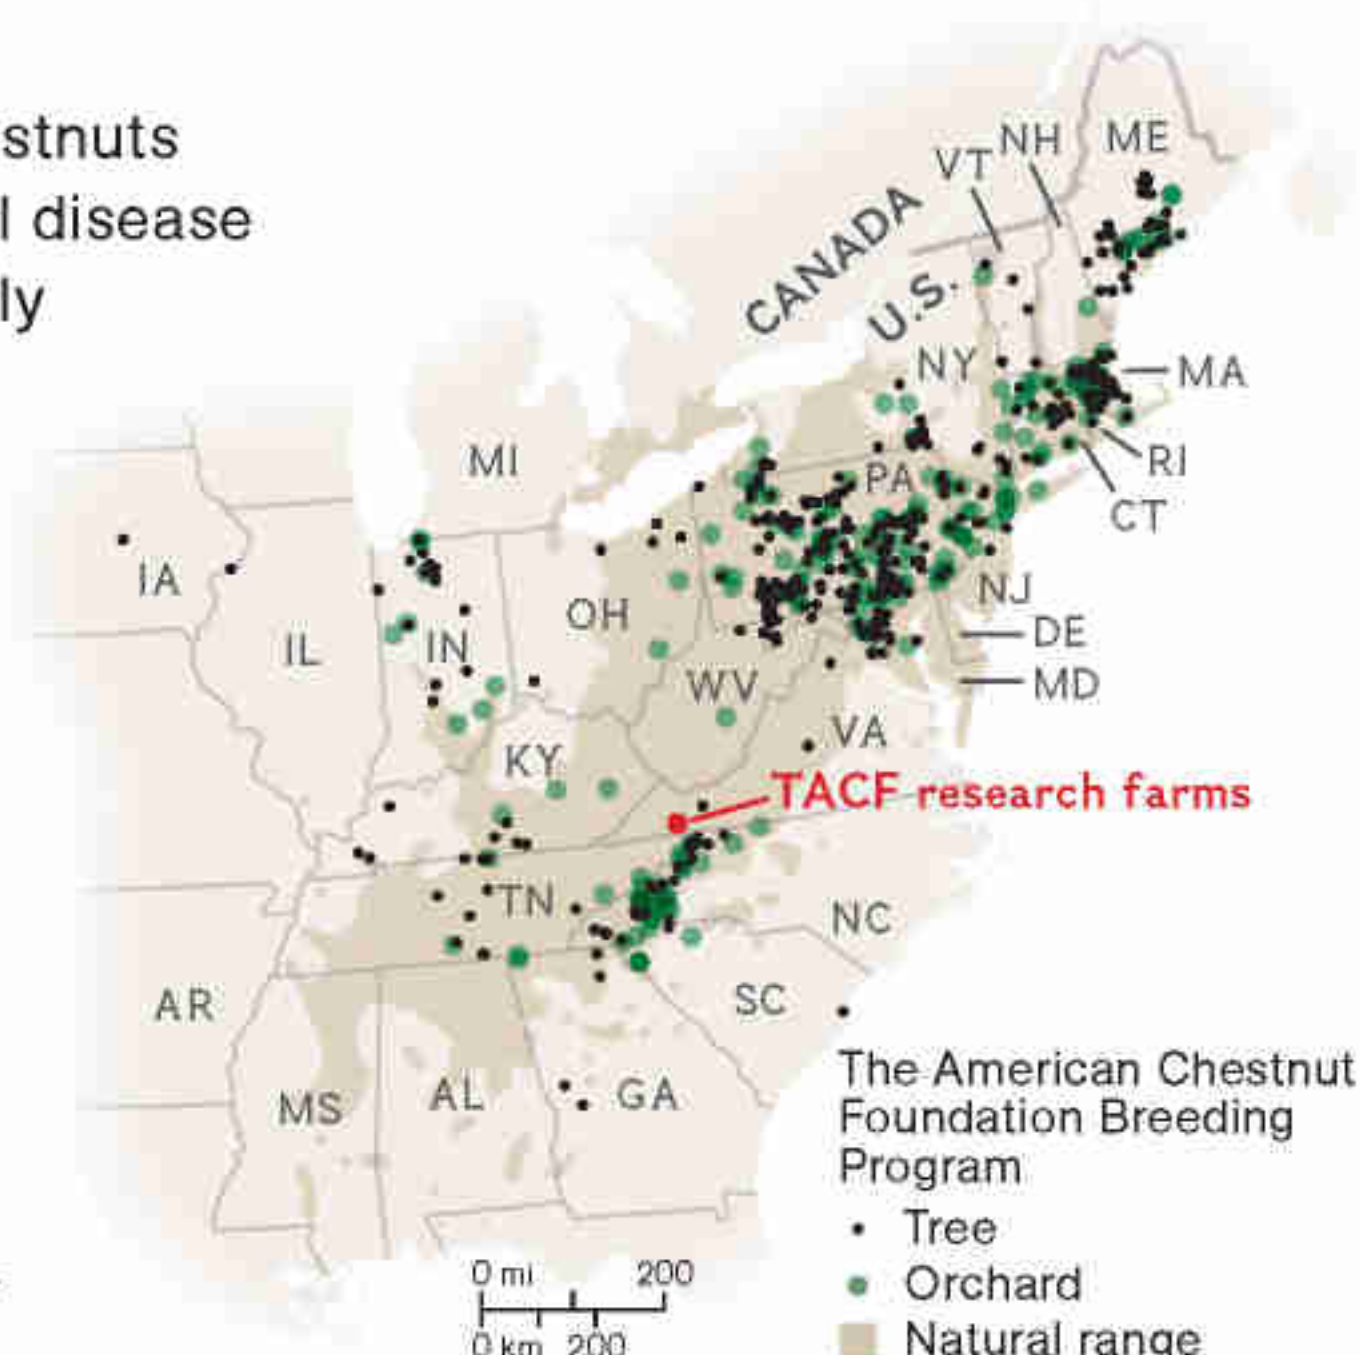 stnuts
l disease
ly
NH
ME
VT
CANADA
U.S.
NY
MA
MI
RI
PA
CT
IA
NJ
OH
DE
IL
IN
WV
MD
VA
KY
TACF research farms
TN
NC
AR
SC
MS
AL
GA
The American Chestnut
Foundation Breeding
Program
Tree
Orchard
Natural range
0 mi 200
0 km 200